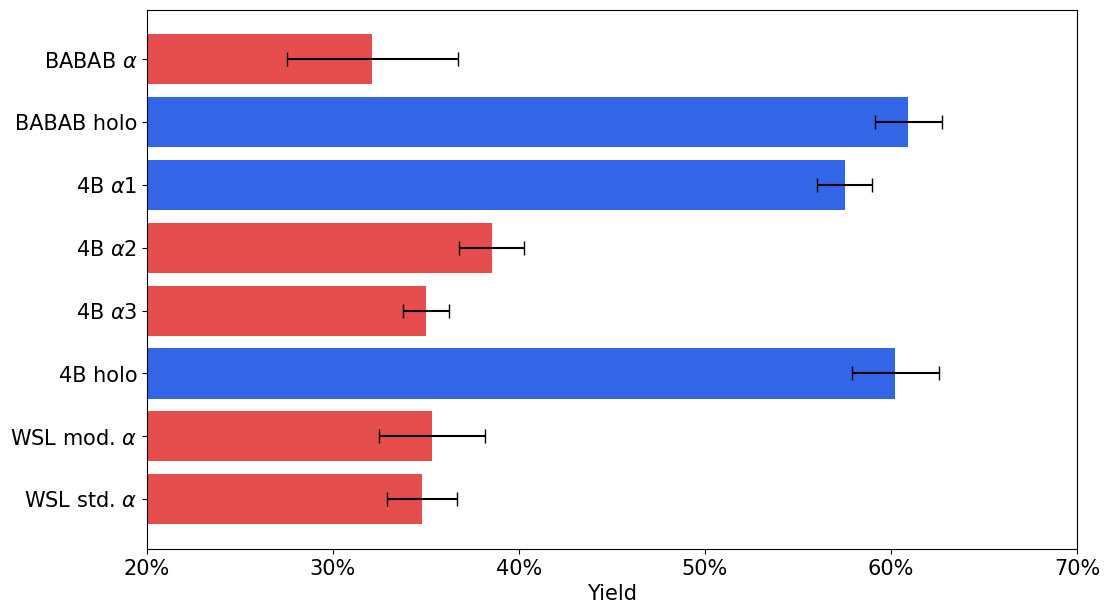 BABAB α
BABAB holo
4B α1
4B α2
4B α3
4B holo
WSL mod. α
WSL std. α
20% 30% 40% 50% 60% 70%
Yield